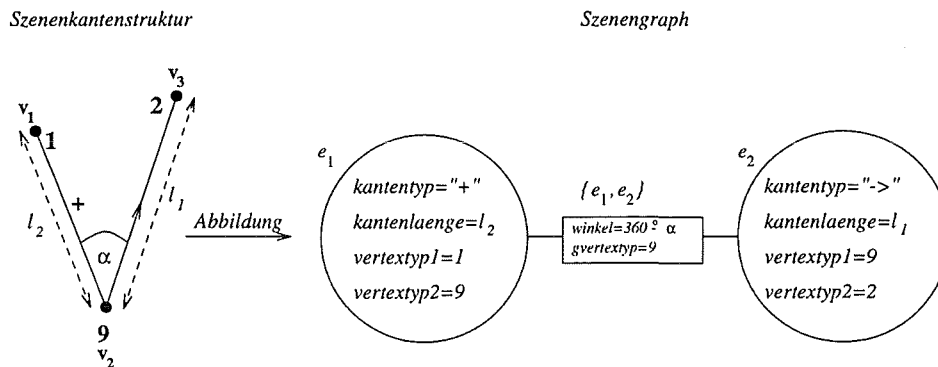 Szenenkantenstruktur
Szenengraph
v3
2
v1
1
+
l1
l2
α
9
v2
Abbildung
e1
kantentyp="+"
kantenlaenge=l2
vertextyp1=1
vertextyp2=9
{e1,e2}
winkel=360° α
gvertextyp=9
e2
kantentyp="->"
kantenlaenge=l1
vertextyp1=9
vertextyp2=2